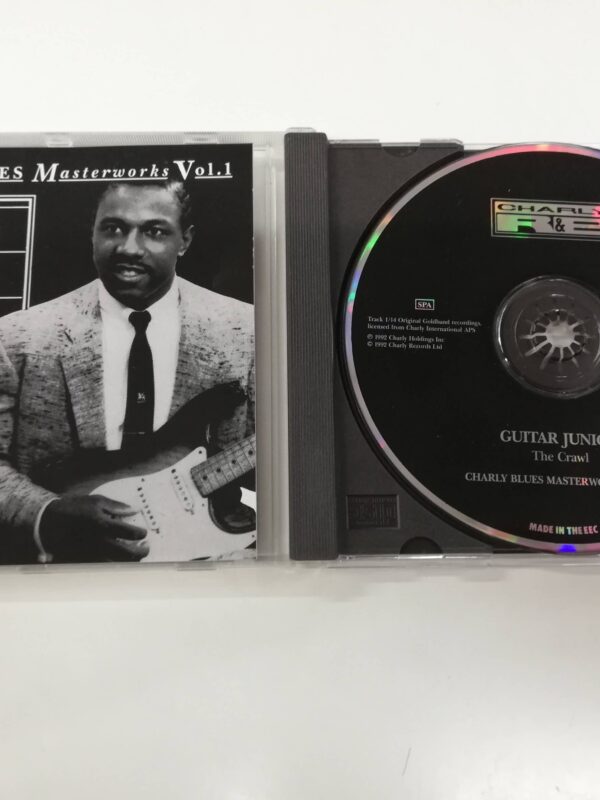 ES Masterworks Vol.1
CHARLY
R&B
SPA
Track 1/14 Original Goldband recordings,
licensed from Charly International APS
℗ 1992 Charly Holdings Inc
© 1992 Charly Records Ltd
GUITAR JUNIO
The Crawl
CHARLY BLUES MASTERWO
MADE IN THE EEC